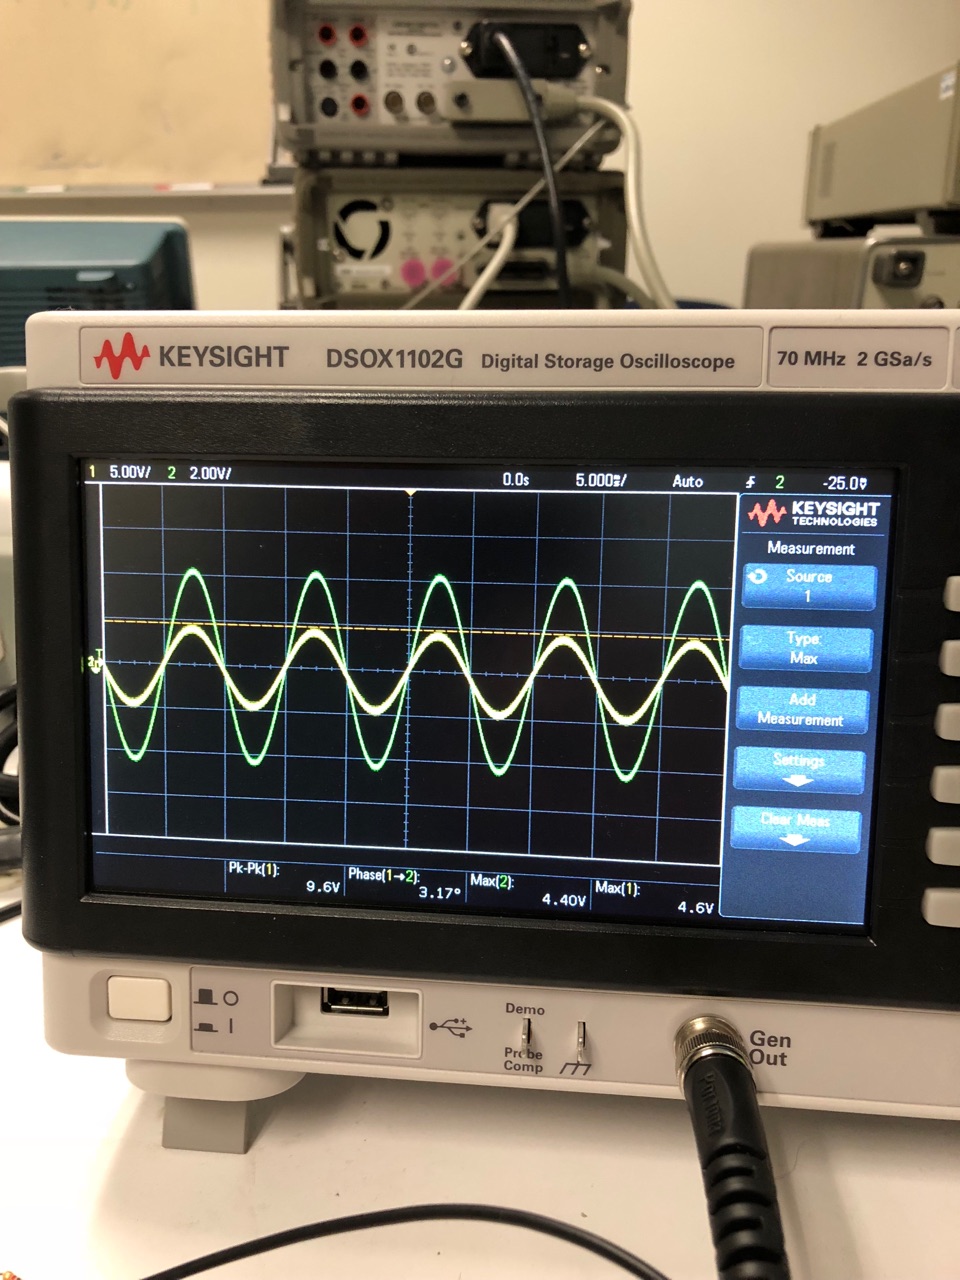 KEYSIGHT DSOX1102G Digital Storage Oscilloscope 70 MHz 2 GSa/s
1 5.00V/ 2 2.00V/ 0.0s 5.000ms/ Auto 2 -25.0V
KEYSIGHT
TECHNOLOGIES
Measurement
Source
1
Type:
Max
Add
Measurement
Settings
Clear Meas
Pk-Pk(1):
9.6V
Phase(1→2):
3.17°
Max(2):
4.40V
Max(1):
4.6V
Demo
Probe
Comp
Gen
Out